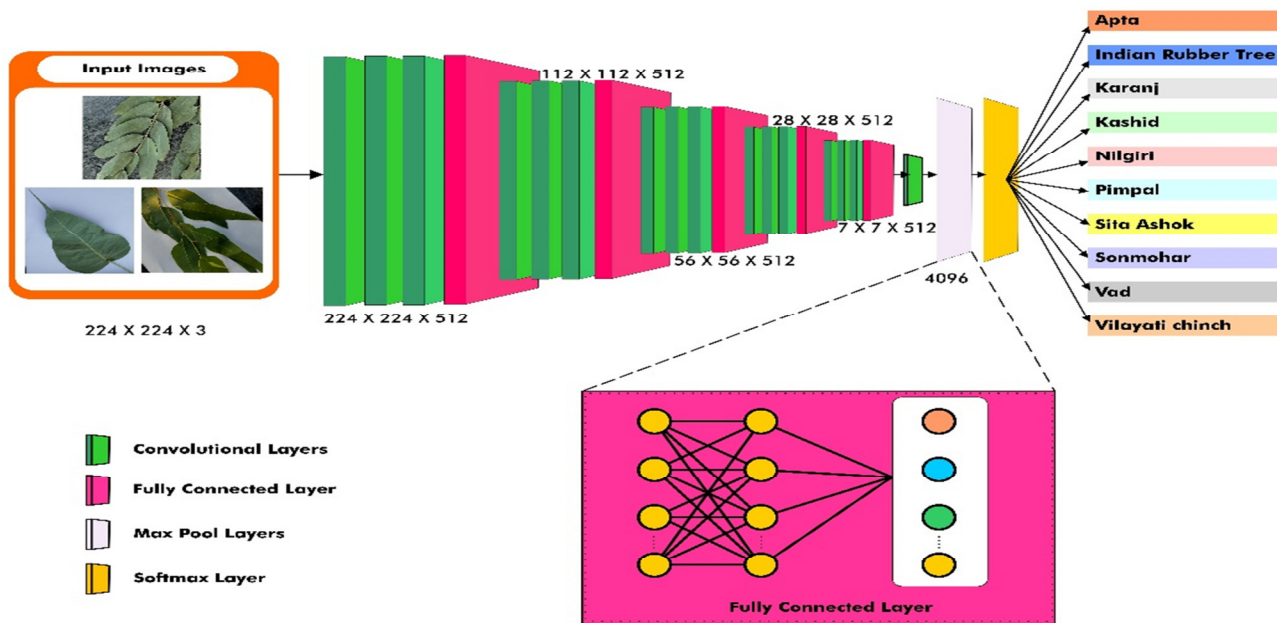 Input Images
224 X 224 X 3
224 X 224 X 512
112 X 112 X 512
56 X 56 X 512
28 X 28 X 512
7 X 7 X 512
4096
Apta
Indian Rubber Tree
Karanj
Kashid
Nilgiri
Pimpal
Sita Ashok
Sonmohar
Vad
Vilayati chinch
Convolutional Layers
Fully Connected Layer
Max Pool Layers
Softmax Layer
Fully Connected Layer